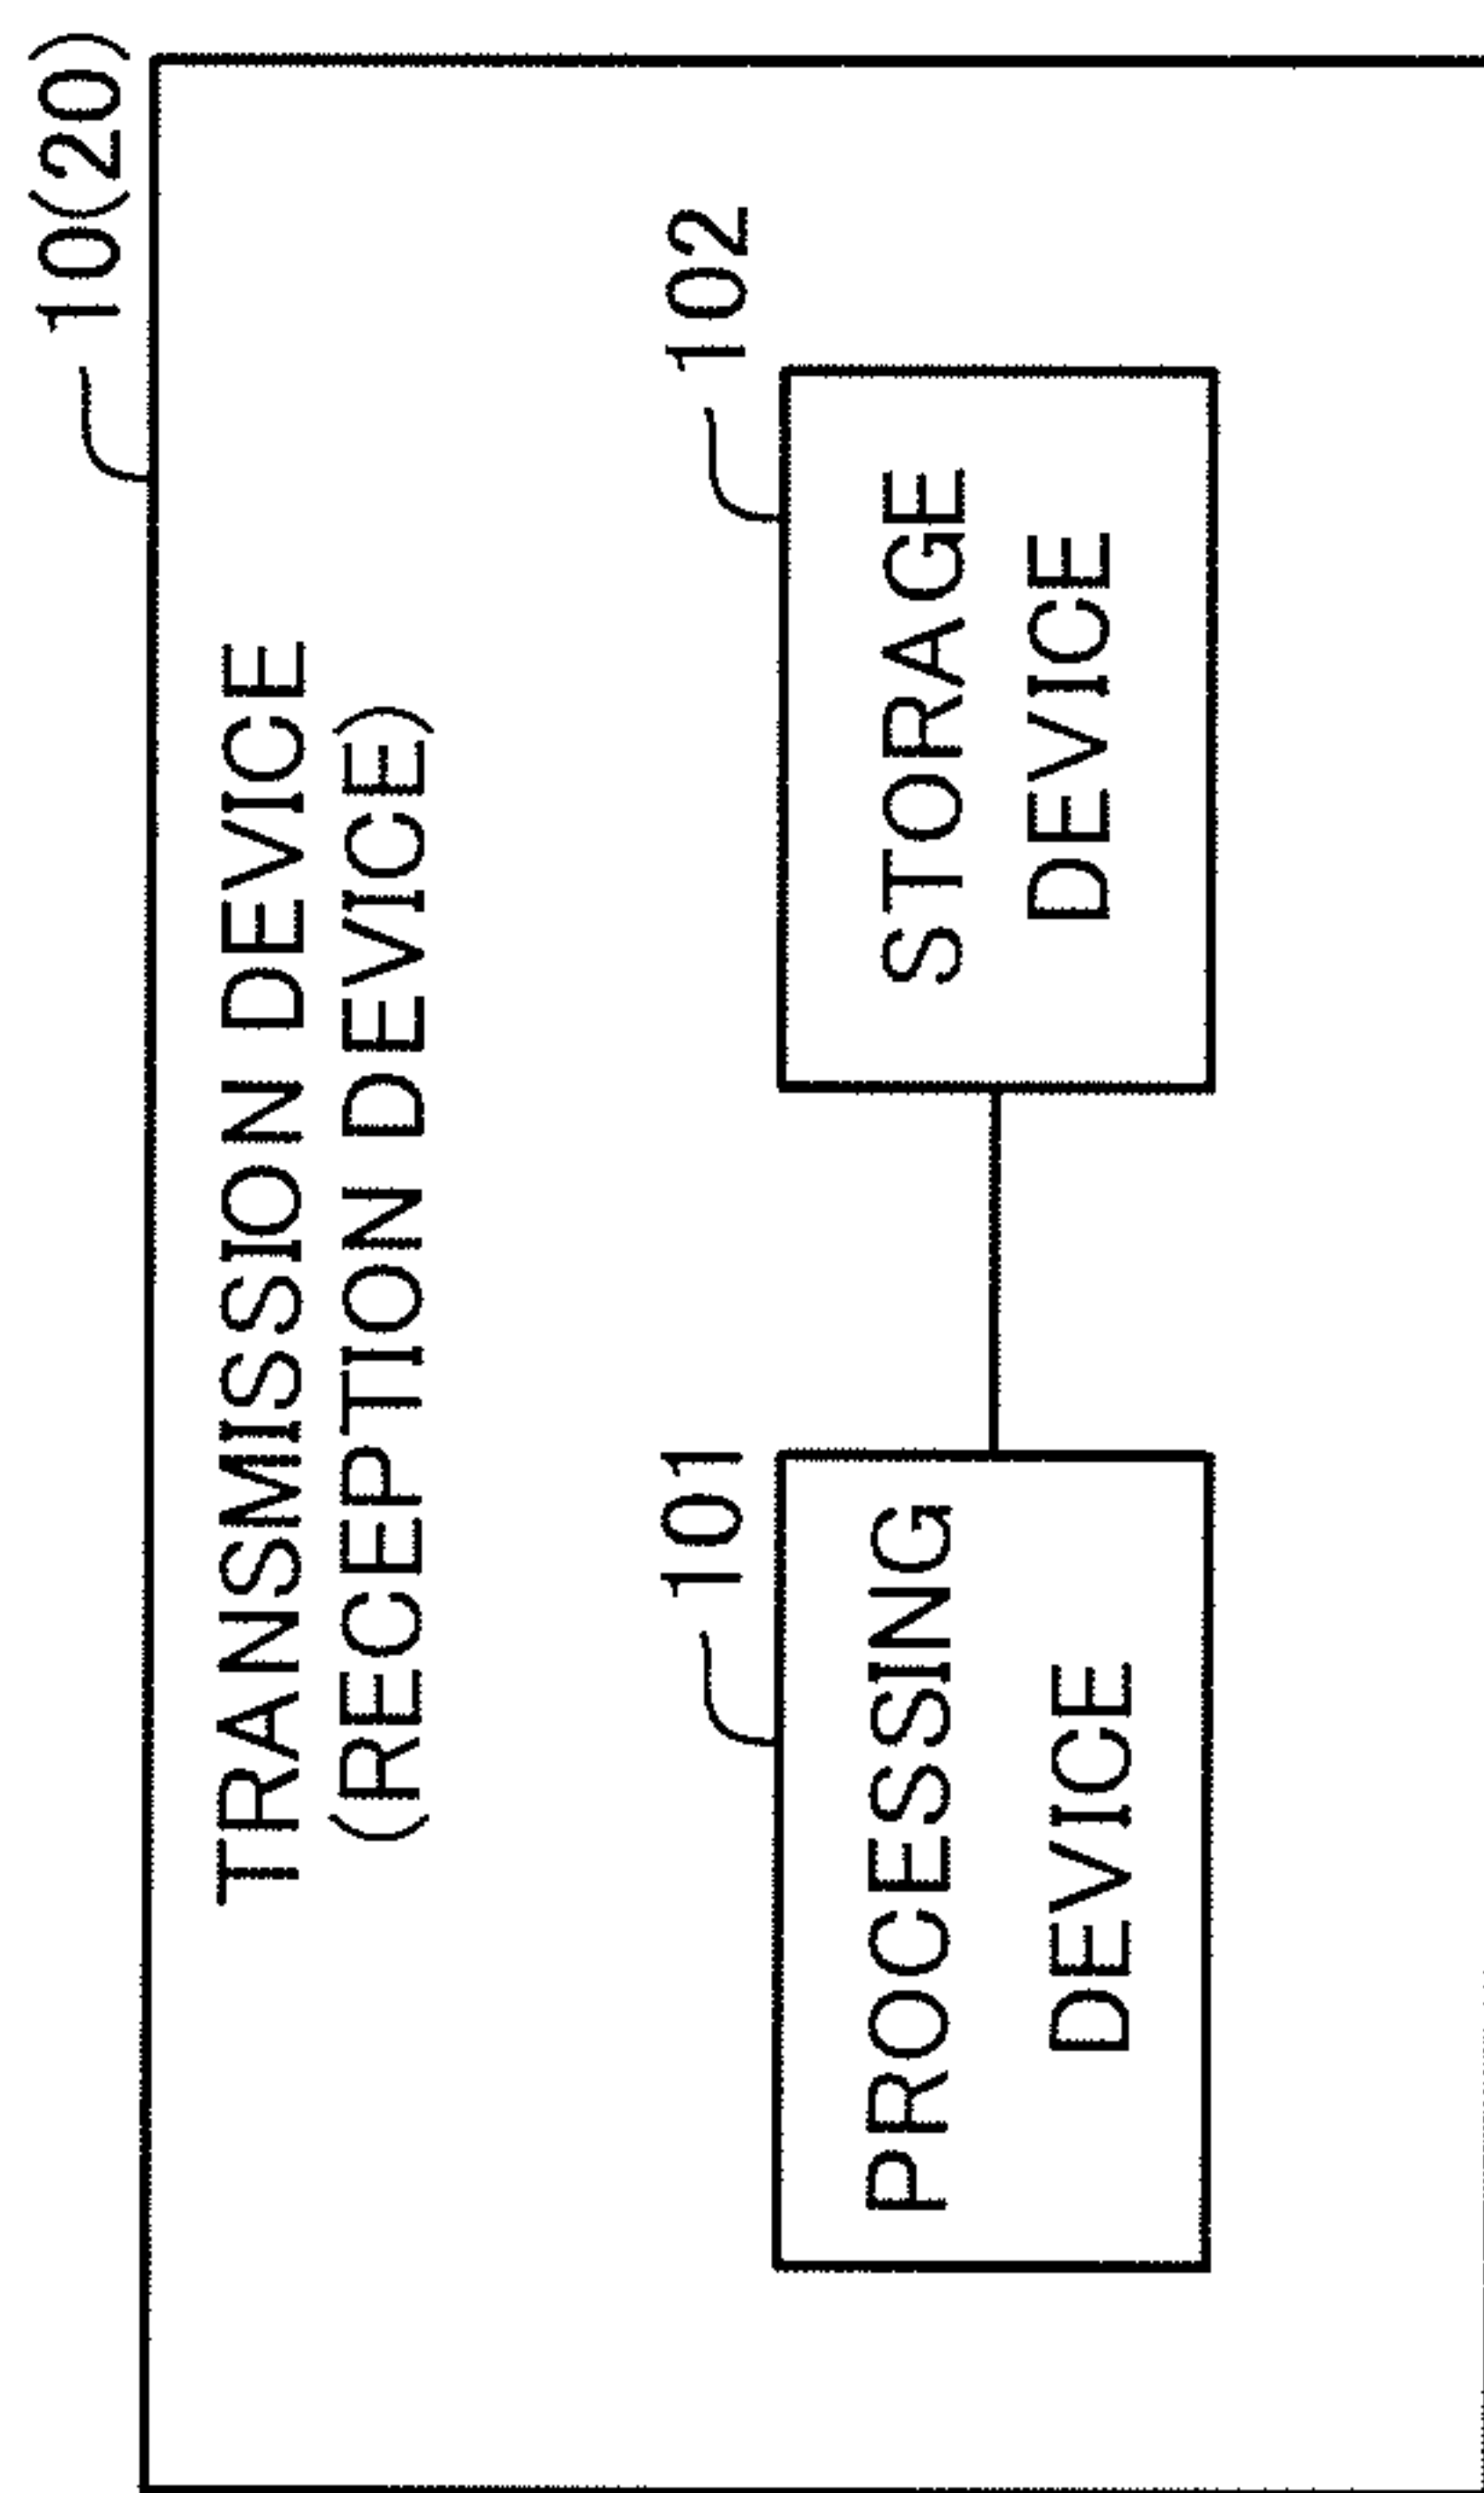 10(20)
TRANSMISSION DEVICE
(RECEPTION DEVICE)
101
PROCESSING
DEVICE
102
STORAGE
DEVICE